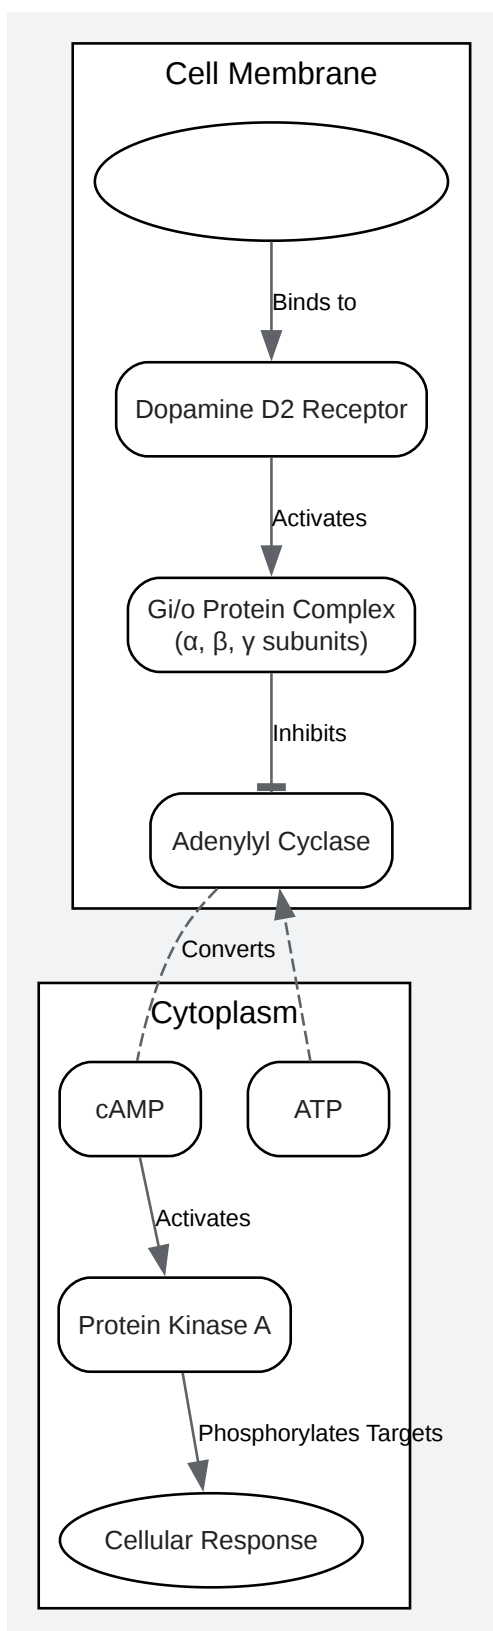 Cell Membrane
Binds to
Dopamine D2 Receptor
Activates
Gi/o Protein Complex
(α, β, γ subunits)
Inhibits
Adenylyl Cyclase
Converts
Cytoplasm
cAMP
ATP
Activates
Protein Kinase A
Phosphorylates Targets
Cellular Response